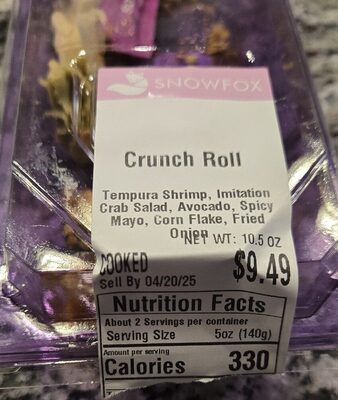 SNOWFOX
Crunch Roll
Tempura Shrimp, Imitation
Crab Salad, Avocado, Spicy
Mayo, Corn Flake, Fried
Onion
NET WT: 10.5 OZ
COOKED
$9.49
Sell By 04/20/25
Nutrition Facts
About 2 Servings per container
Serving Size 5oz (140g)
Amount per serving
Calories 330